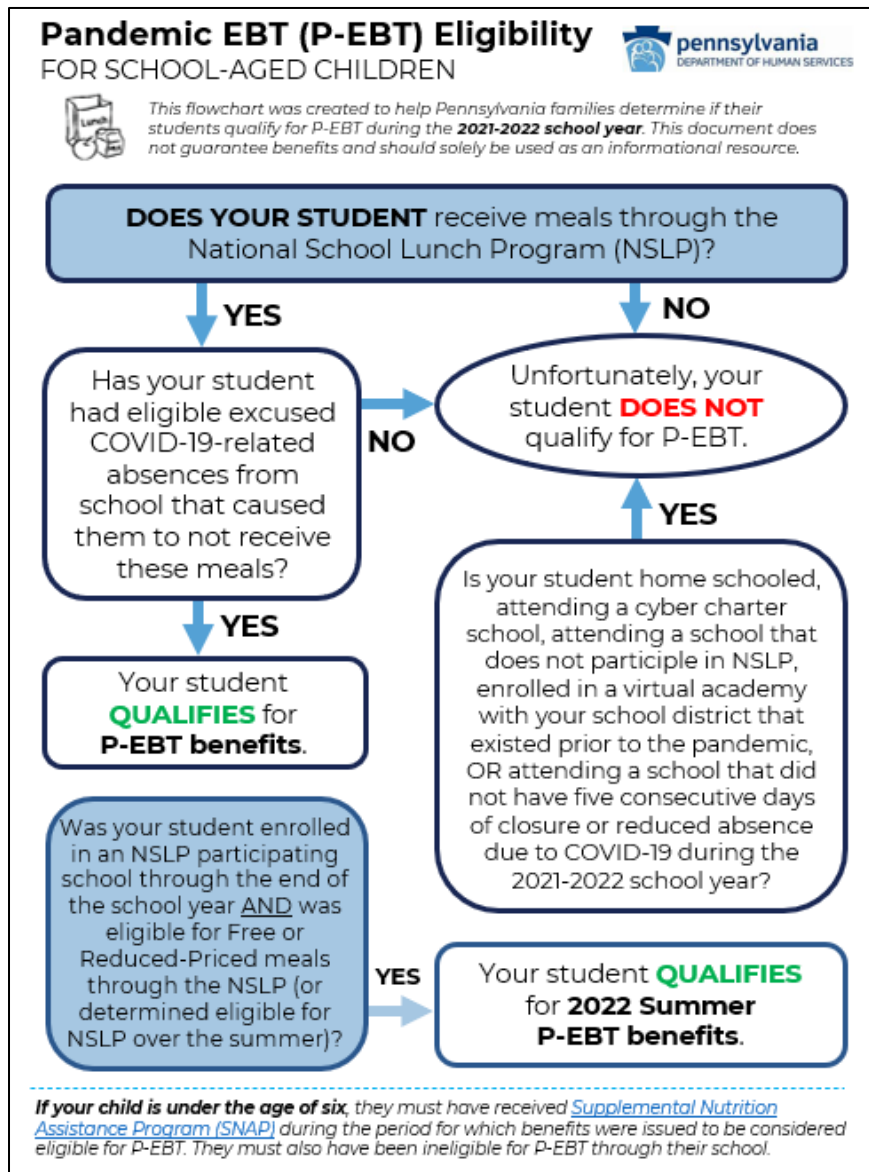 Pandemic EBT (P-EBT) Eligibility
FOR SCHOOL-AGED CHILDREN
pennsylvania
DEPARTMENT OF HUMAN SERVICES
Lunch
This flowchart was created to help Pennsylvania families determine if their
students qualify for P-EBT during the 2021-2022 school year. This document does
not guarantee benefits and should solely be used as an informational resource.
DOES YOUR STUDENT receive meals through the
National School Lunch Program (NSLP)?
YES
NO
Has your student
had eligible excused
COVID-19-related
absences from
school that caused
them to not receive
these meals?
NO
Unfortunately, your
student DOES NOT
qualify for P-EBT.
YES
YES
Your student
QUALIFIES for
P-EBT benefits.
Is your student home schooled,
attending a cyber charter
school, attending a school that
does not participle in NSLP,
enrolled in a virtual academy
with your school district that
existed prior to the pandemic,
OR attending a school that did
not have five consecutive days
of closure or reduced absence
due to COVID-19 during the
2021-2022 school year?
Was your student enrolled
in an NSLP participating
school through the end of
the school year AND was
eligible for Free or
Reduced-Priced meals
through the NSLP (or
determined eligible for
NSLP over the summer)?
YES
Your student QUALIFIES
for 2022 Summer
P-EBT benefits.
If your child is under the age of six, they must have received Supplemental Nutrition
Assistance Program (SNAP) during the period for which benefits were issued to be considered
eligible for P-EBT. They must also have been ineligible for P-EBT through their school.